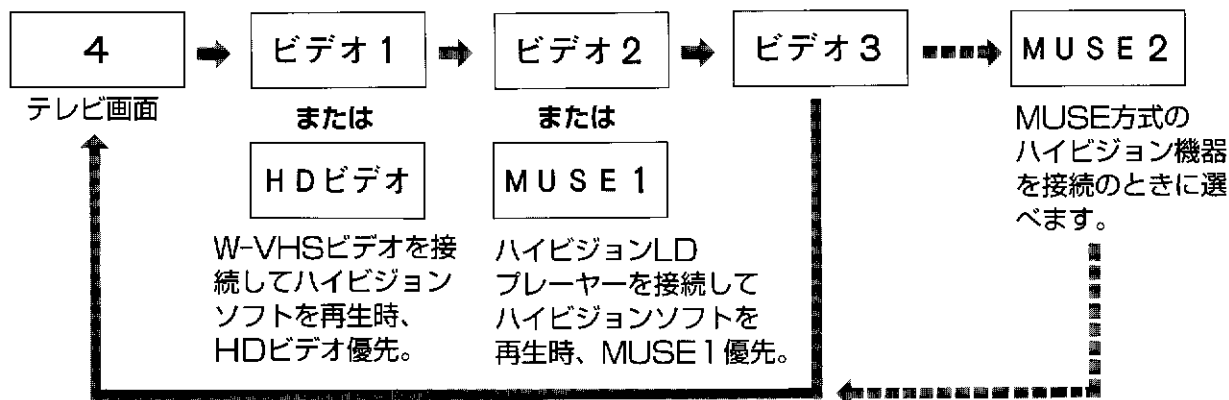 4
テレビ画面
ビデオ1
または
HDビデオ
W-VHSビデオを接
続してハイビジョン
ソフトを再生時、
HDビデオ優先。
ビデオ2
または
MUSE1
ハイビジョンLD
プレーヤーを接続して
ハイビジョンソフトを
再生時、MUSE1優先。
ビデオ3
MUSE2
MUSE方式の
ハイビジョン機器
を接続のときに選
べます。